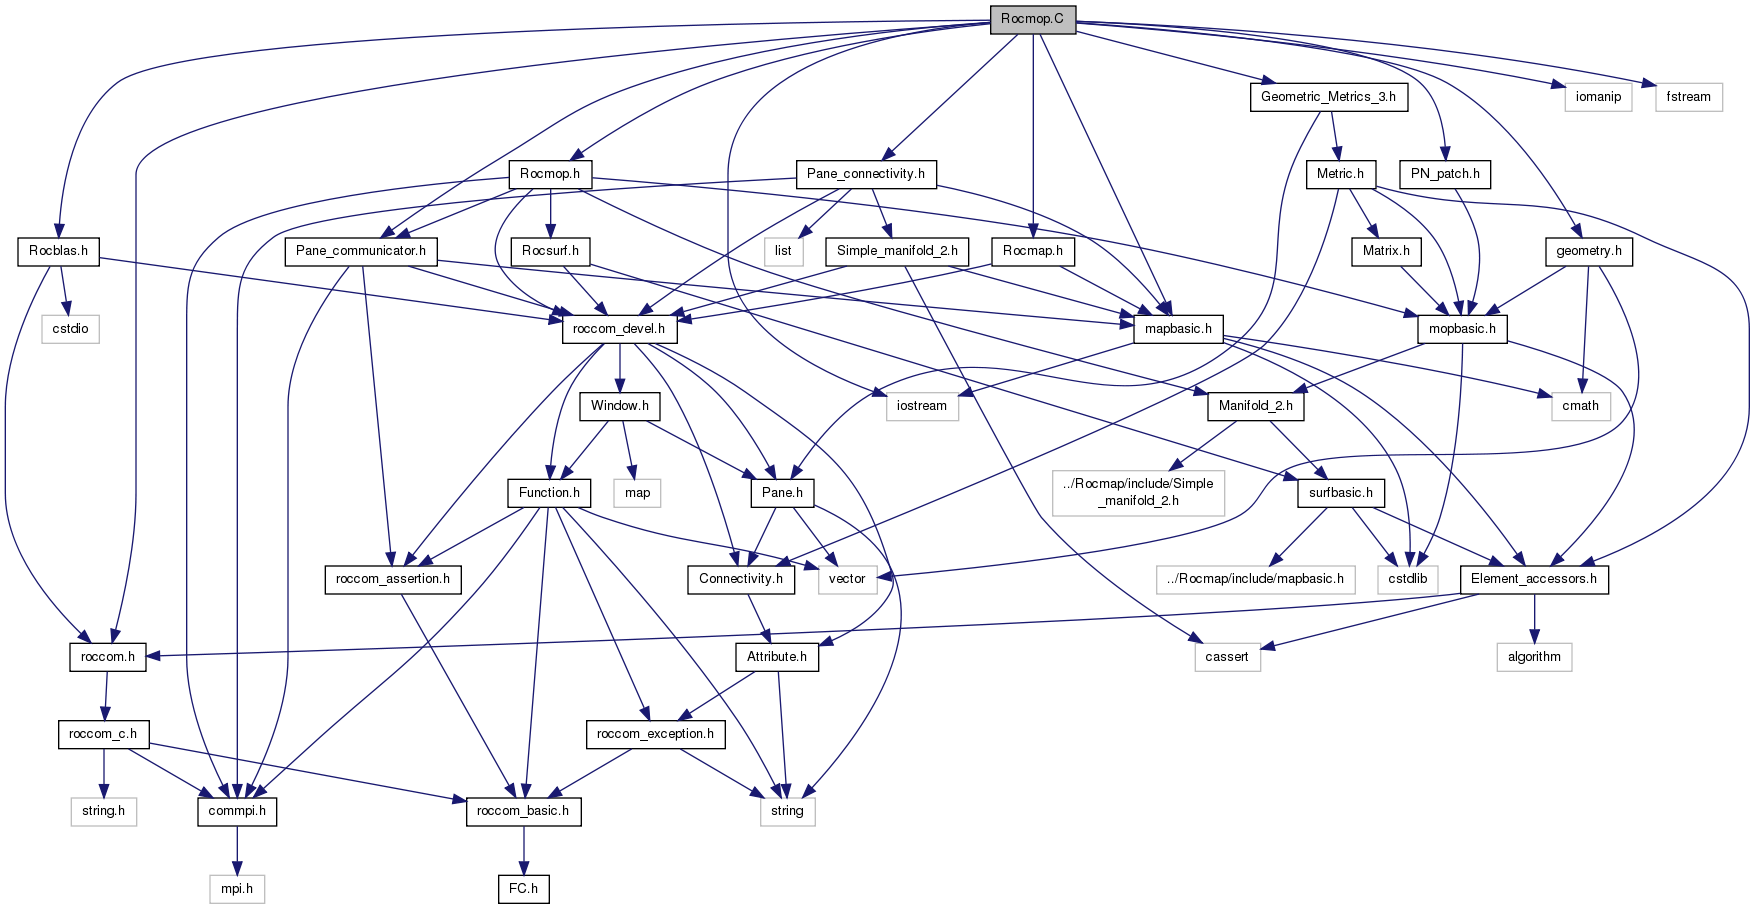 Rocmop.C
Geometric_Metrics_3.h
iomanip
fstream
Rocmop.h
Pane_connectivity.h
Metric.h
PN_patch.h
Rocblas.h
Pane_communicator.h
Rocsurf.h
list
Simple_manifold_2.h
Rocmap.h
Matrix.h
geometry.h
cstdio
roccom_devel.h
mapbasic.h
mopbasic.h
Window.h
iostream
Manifold_2.h
cmath
Function.h
map
Pane.h
../Rocmap/include/Simple
_manifold_2.h
surfbasic.h
roccom_assertion.h
Connectivity.h
vector
../Rocmap/include/mapbasic.h
cstdlib
Element_accessors.h
roccom.h
Attribute.h
cassert
algorithm
roccom_c.h
roccom_exception.h
string.h
commpi.h
roccom_basic.h
string
mpi.h
FC.h